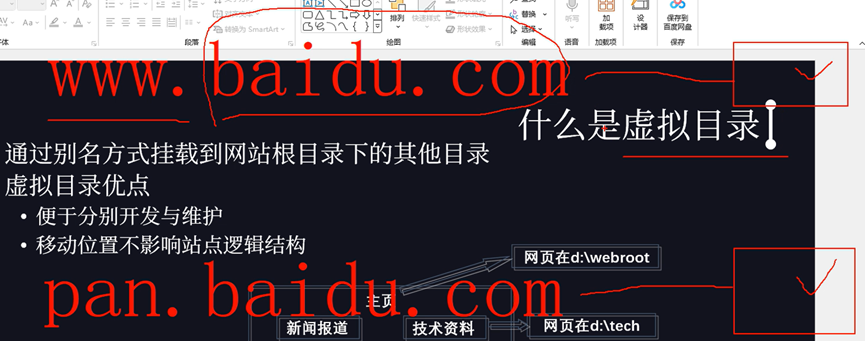 排列
快速样式
转换为 SmartArt
形状效果
替换
选择
听写
加载项
设计器
保存到百度网盘
字体
段落
绘图
编辑
语音
加载项
保存
www.baidu.com
什么是虚拟目录
通过别名方式挂载到网站根目录下的其他目录
虚拟目录优点
• 便于分别开发与维护
• 移动位置不影响站点逻辑结构
网页在d:\webroot
pan.baidu.com
主页
新闻报道
技术资料
网页在d:\tech